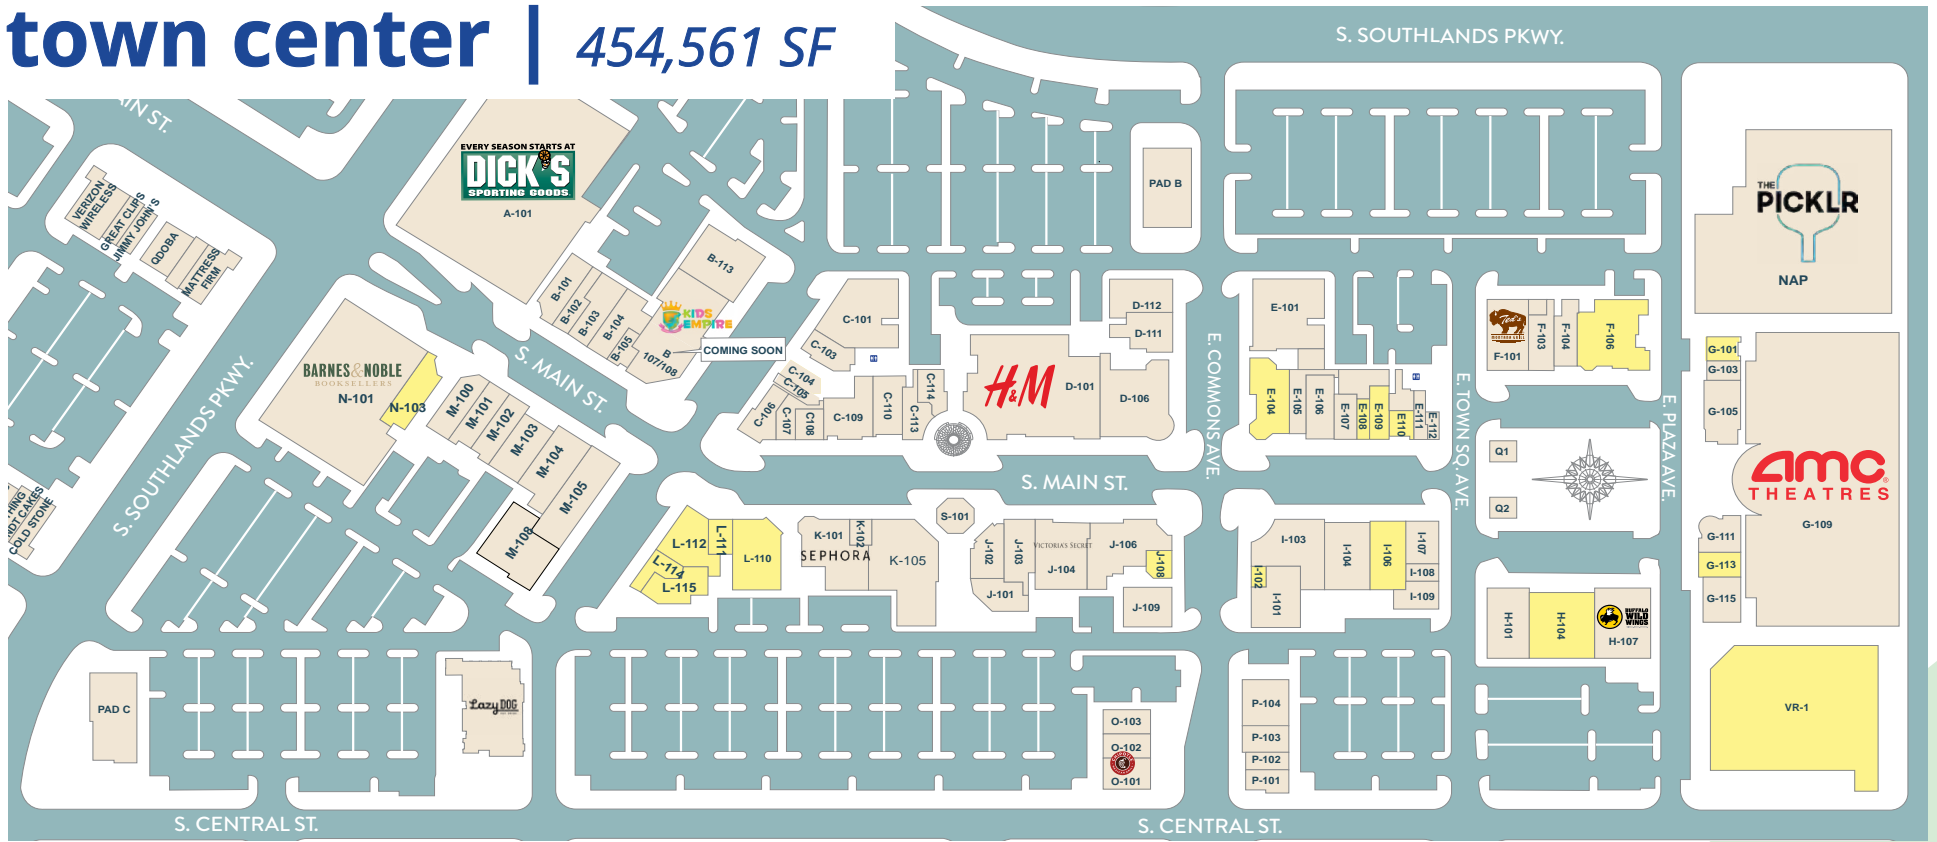 town center | 454,561 SF
S. SOUTHLANDS PKWY.
AIN ST.
EVERY SEASON STARTS AT
DICK'S
SPORTING GOODS
A-101
VERIZON
WIRELESS
GREAT CLIPS
JIMMY JOHN'S
QDOBA
MATTRESS
FIRM
PAD B
THE
PICKLR
NAP
B-113
B-101
B-102
B-103
B-104
B-105
KIDS
EMPIRE
B
107/108
COMING SOON
C-101
C-103
C-104
C-105
C-106
C-107
C108
C-109
C-110
C-113
C-114
H&M
D-101
D-106
D-112
D-111
E. COMMONS AVE.
E-101
E-104
E-105
E-106
E-107
E-108
E-109
E110
E-111
E-112
E. TOWN SQ. AVE.
Ted's
MONTANA GRILL
F-101
F-103
F-104
F-106
E. PLAZA AVE.
G-101
G-103
G-105
amc
THEATRES
G-109
G-111
G-113
G-115
Q1
Q2
BARNES&NOBLE
BOOKSELLERS
N-101
N-103
S. MAIN ST.
M-100
M-101
M-102
M-103
M-104
M-105
M-108
S. SOUTHLANDS PKWY.
COLD STONE
S. MAIN ST.
L-112
L-111
L-110
L-114
L-115
K-101
K-102
SEPHORA
K-105
S-101
J-102
J-103
VICTORIA'S SECRET
J-104
J-106
J-108
J-101
J-109
I-103
I-104
I-106
I-107
I-108
I-109
I-102
I-101
H-101
H-104
BUFFALO
WILD
WINGS
H-107
VR-1
PAD C
Lazy DOG
O-103
O-102
O-101
P-104
P-103
P-102
P-101
S. CENTRAL ST.
S. CENTRAL ST.